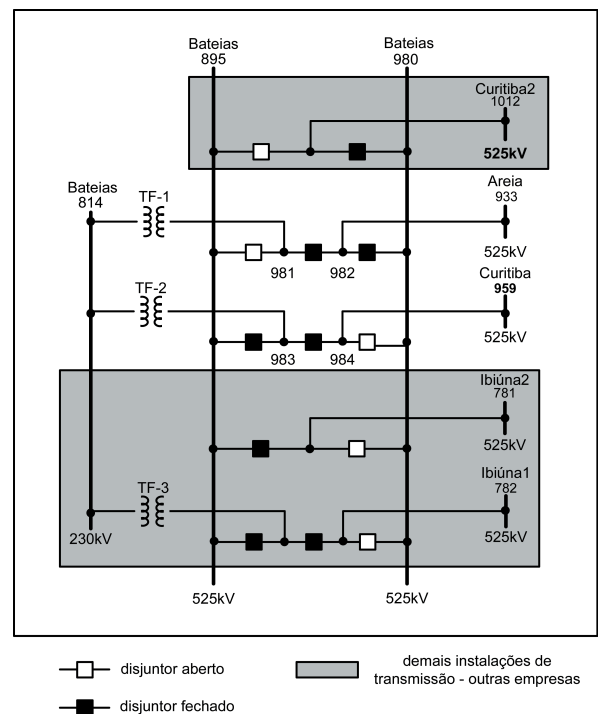 Bateias
895
Bateias
980
Curitiba2
1012
525kV
Bateias
814
TF-1
Areia
933
525kV
981
982
TF-2
Curitiba
959
525kV
983
984
Ibiúna2
781
525kV
TF-3
Ibiúna1
782
525kV
230kV
525kV
525kV
disjuntor aberto
demais instalações de
transmissão - outras empresas
disjuntor fechado